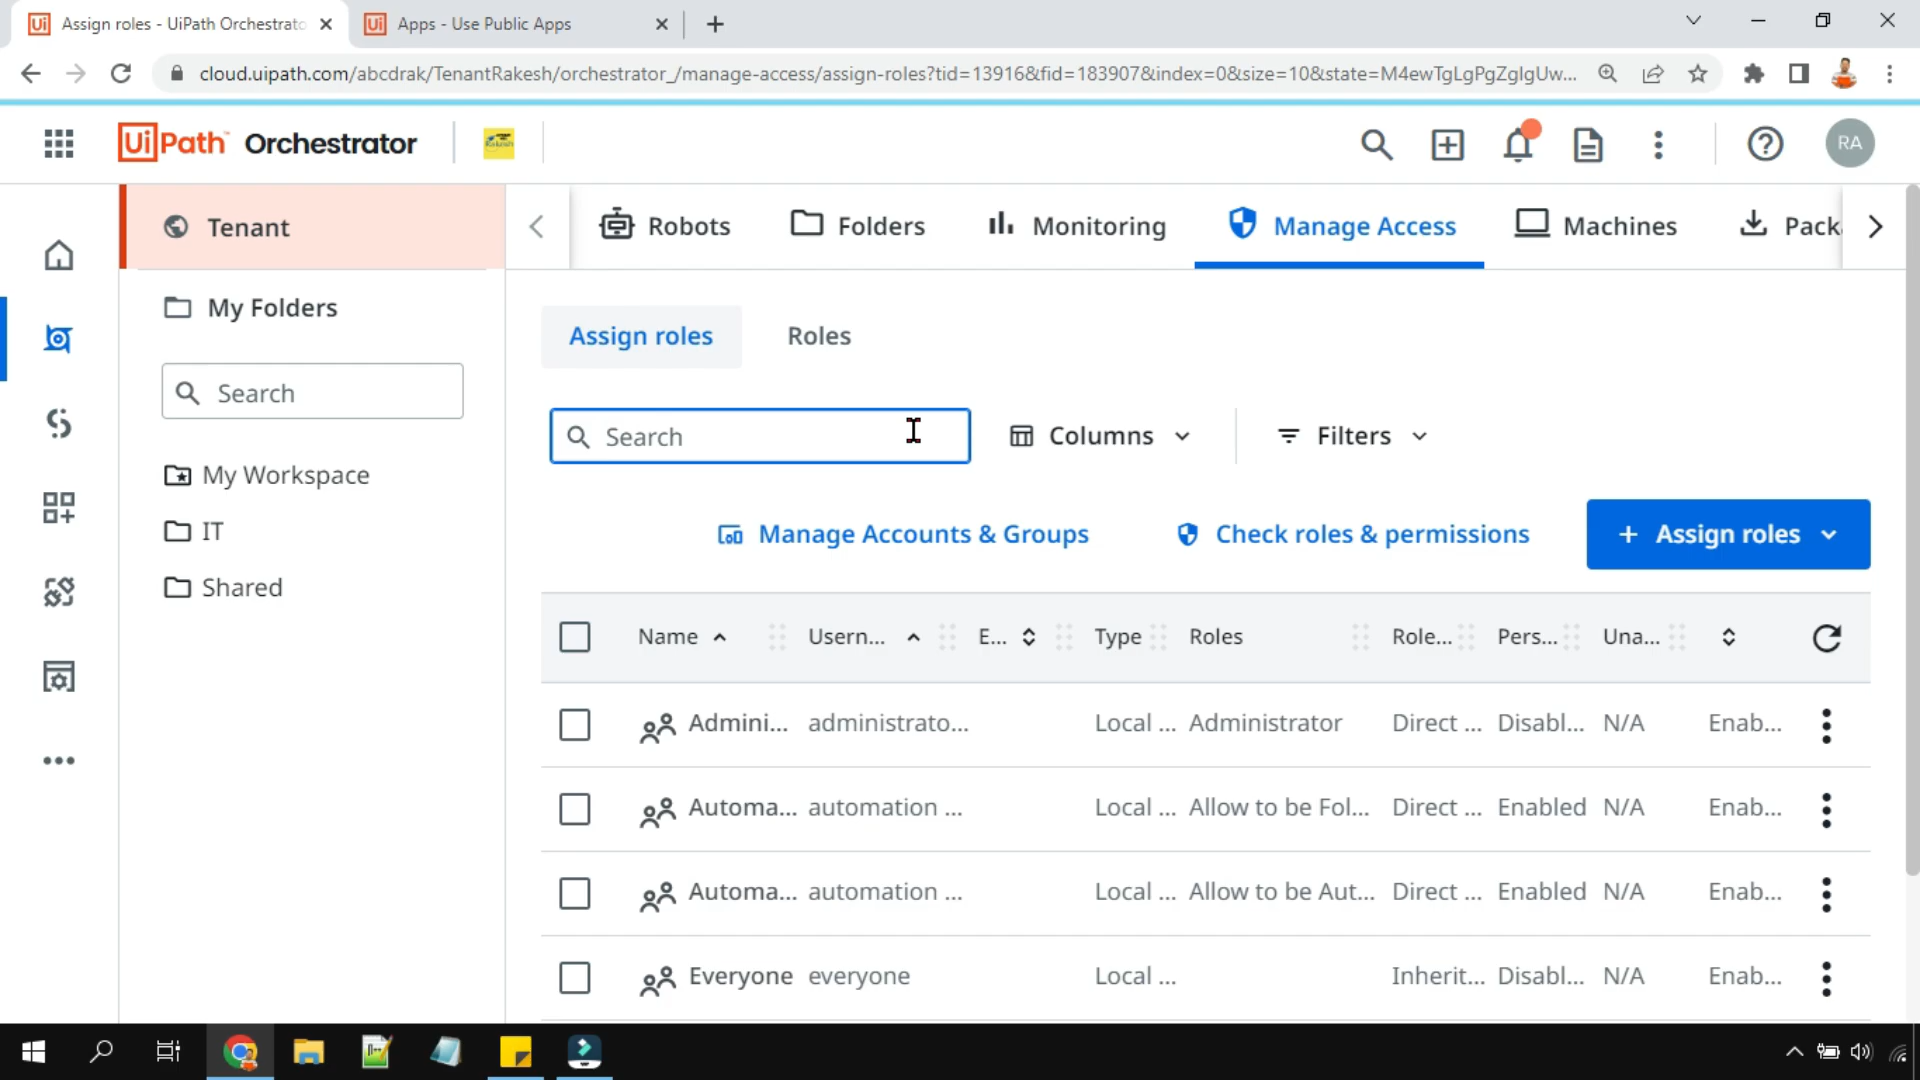 Assign roles - UiPath Orchestrato
Apps - Use Public Apps
cloud.uipath.com/abcdrak/TenantRakesh/orchestrator_/manage-access/assign-roles?tid=13916&fid=183907&index=0&size=10&state=M4ewTgLgPgZglgUw...
UiPath Orchestrator
RA
Tenant
Robots
Folders
Monitoring
Manage Access
Machines
Packa
My Folders
Search
My Workspace
IT
Shared
Assign roles
Roles
Search
Columns
Filters
Manage Accounts & Groups
Check roles & permissions
+ Assign roles
Name Usern... E... Type Roles Role... Pers... Una...
Admini... administrato... Local ... Administrator Direct ... Disabl... N/A Enab...
Automa... automation ... Local ... Allow to be Fol... Direct ... Enabled N/A Enab...
Automa... automation ... Local ... Allow to be Aut... Direct ... Enabled N/A Enab...
Everyone everyone Local ... Inherit... Disabl... N/A Enab...